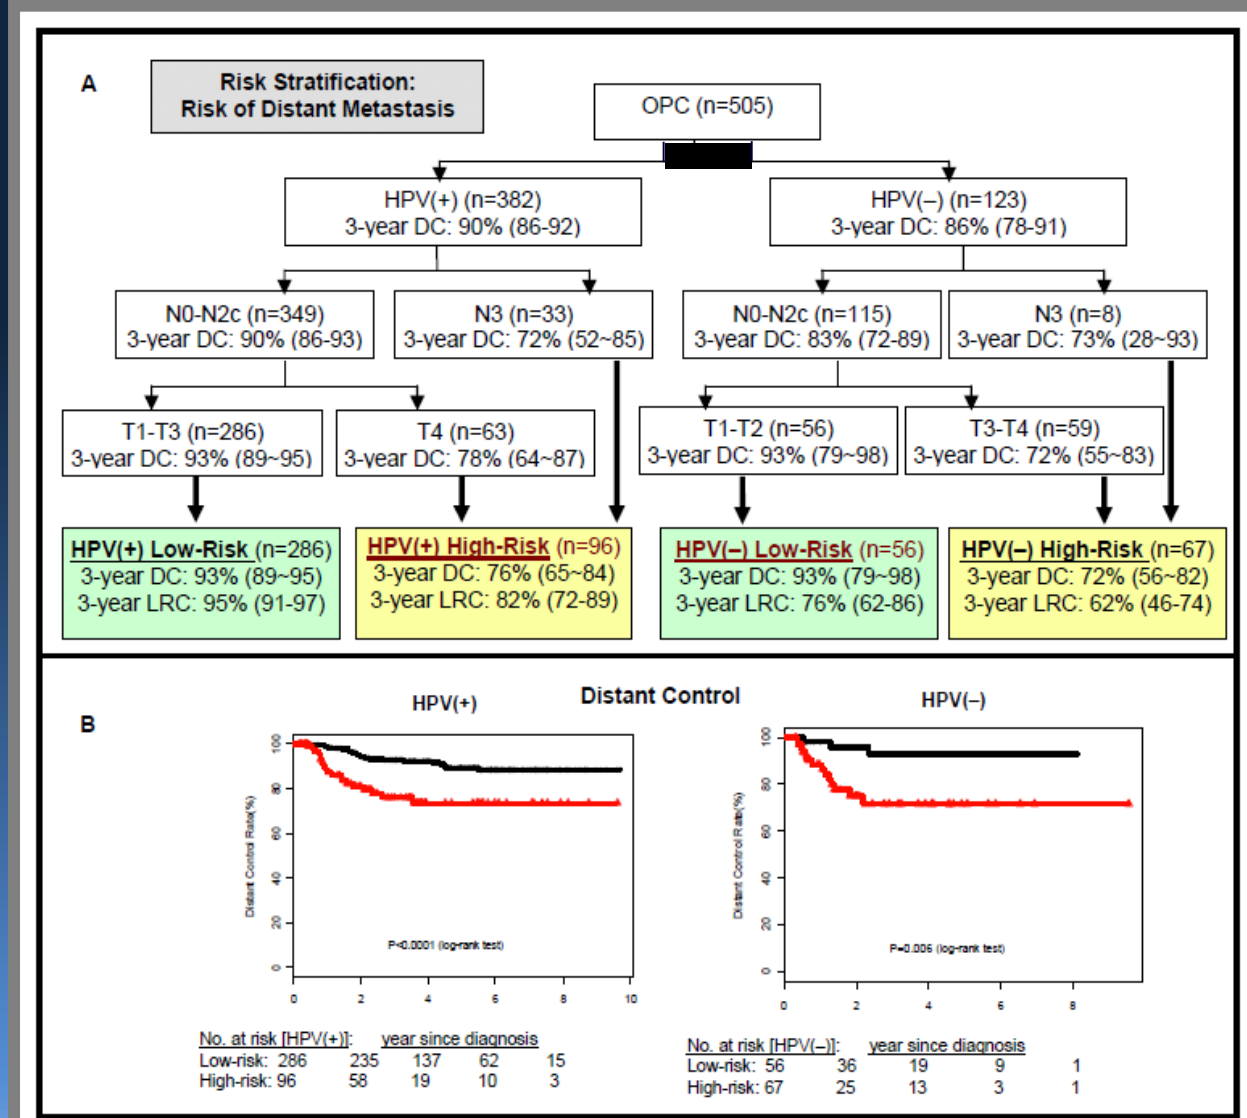 A
Risk Stratification:
Risk of Distant Metastasis
OPC (n=505)
HPV(+) (n=382)
3-year DC: 90% (86-92)
HPV(–) (n=123)
3-year DC: 86% (78-91)
N0-N2c (n=349)
3-year DC: 90% (86-93)
N3 (n=33)
3-year DC: 72% (52~85)
N0-N2c (n=115)
3-year DC: 83% (72-89)
N3 (n=8)
3-year DC: 73% (28~93)
T1-T3 (n=286)
3-year DC: 93% (89~95)
T4 (n=63)
3-year DC: 78% (64~87)
T1-T2 (n=56)
3-year DC: 93% (79~98)
T3-T4 (n=59)
3-year DC: 72% (55~83)
HPV(+) Low-Risk (n=286)
3-year DC: 93% (89~95)
3-year LRC: 95% (91-97)
HPV(+) High-Risk (n=96)
3-year DC: 76% (65~84)
3-year LRC: 82% (72-89)
HPV(–) Low-Risk (n=56)
3-year DC: 93% (79~98)
3-year LRC: 76% (62-86)
HPV(–) High-Risk (n=67)
3-year DC: 72% (56~82)
3-year LRC: 62% (46-74)
B
Distant Control
HPV(+)
Distant Control Rate(%)
100
80
60
40
20
0
P<0.0001 (log-rank test)
0 2 4 6 8 10
No. at risk [HPV(+)]: year since diagnosis
Low-risk: 286 235 137 62 15
High-risk: 96 58 19 10 3
HPV(–)
Distant Control Rate(%)
100
80
60
40
20
0
P=0.006 (log-rank test)
0 2 4 6 8
No. at risk [HPV(–)]: year since diagnosis
Low-risk: 56 36 19 9 1
High-risk: 67 25 13 3 1